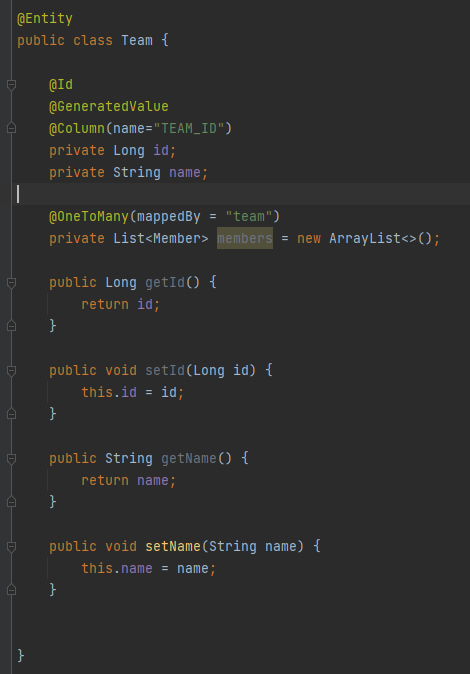 @Entity
public class Team {
@Id
@GeneratedValue
@Column(name="TEAM_ID")
private Long id;
private String name;
@OneToMany(mappedBy = "team")
private List<Member> members = new ArrayList<>();
public Long getId() {
return id;
}
public void setId(Long id) {
this.id = id;
}
public String getName() {
return name;
}
public void setName(String name) {
this.name = name;
}
}